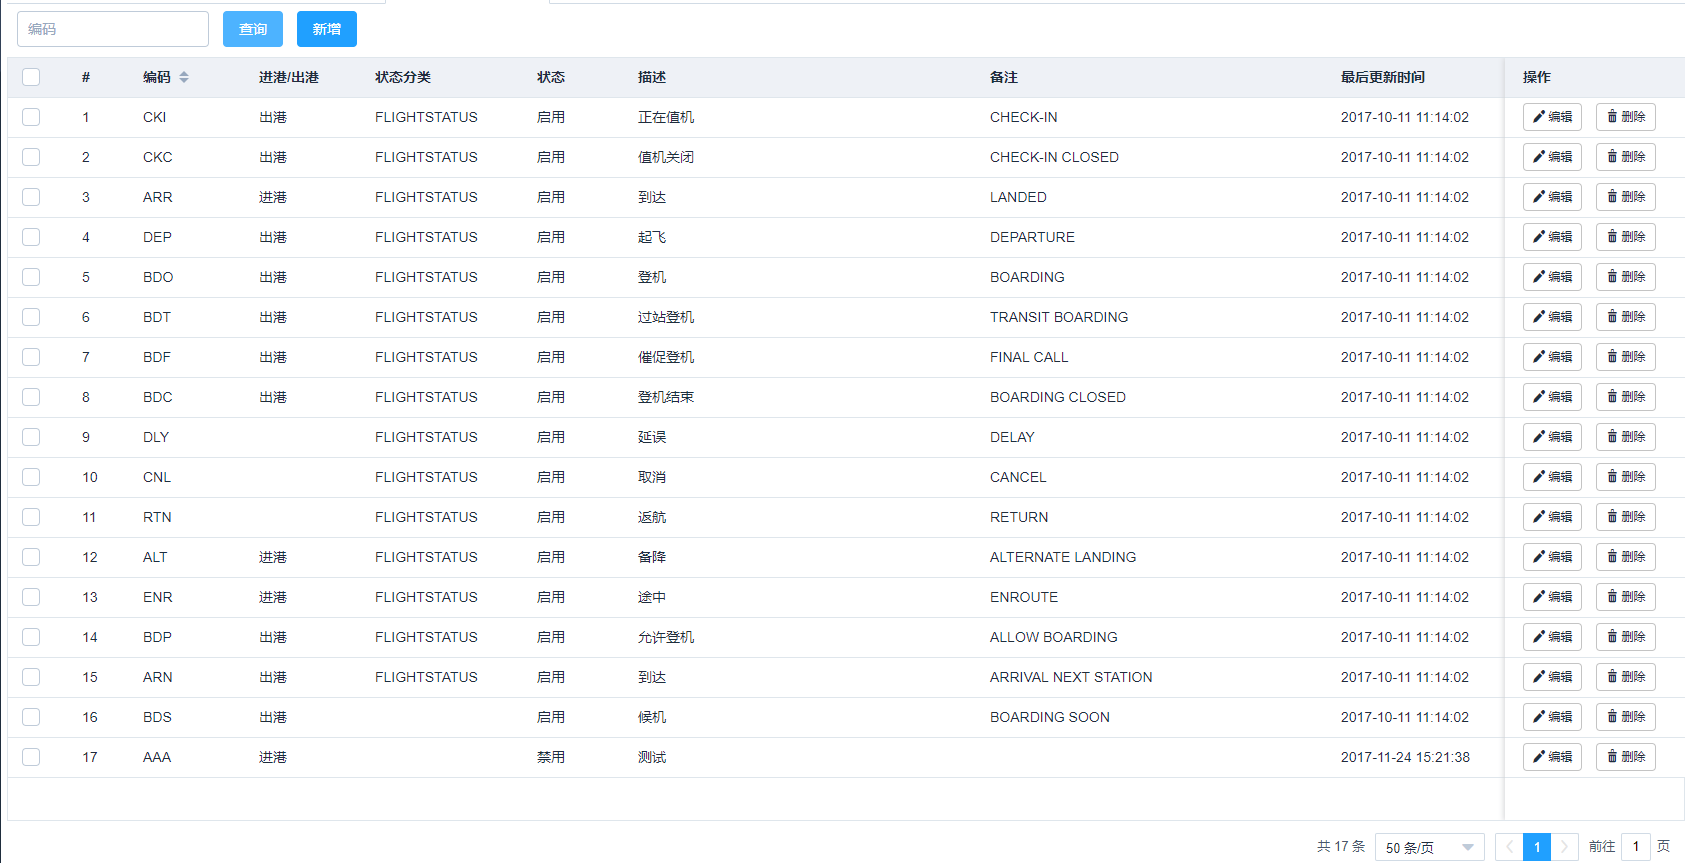 编码 查询 新增
# 编码 进港/出港 状态分类 状态 描述 备注 最后更新时间 操作
1 CKI 出港 FLIGHTSTATUS 启用 正在值机 CHECK-IN 2017-10-11 11:14:02 编辑 删除
2 CKC 出港 FLIGHTSTATUS 启用 值机关闭 CHECK-IN CLOSED 2017-10-11 11:14:02 编辑 删除
3 ARR 进港 FLIGHTSTATUS 启用 到达 LANDED 2017-10-11 11:14:02 编辑 删除
4 DEP 出港 FLIGHTSTATUS 启用 起飞 DEPARTURE 2017-10-11 11:14:02 编辑 删除
5 BDO 出港 FLIGHTSTATUS 启用 登机 BOARDING 2017-10-11 11:14:02 编辑 删除
6 BDT 出港 FLIGHTSTATUS 启用 过站登机 TRANSIT BOARDING 2017-10-11 11:14:02 编辑 删除
7 BDF 出港 FLIGHTSTATUS 启用 催促登机 FINAL CALL 2017-10-11 11:14:02 编辑 删除
8 BDC 出港 FLIGHTSTATUS 启用 登机结束 BOARDING CLOSED 2017-10-11 11:14:02 编辑 删除
9 DLY FLIGHTSTATUS 启用 延误 DELAY 2017-10-11 11:14:02 编辑 删除
10 CNL FLIGHTSTATUS 启用 取消 CANCEL 2017-10-11 11:14:02 编辑 删除
11 RTN FLIGHTSTATUS 启用 返航 RETURN 2017-10-11 11:14:02 编辑 删除
12 ALT 进港 FLIGHTSTATUS 启用 备降 ALTERNATE LANDING 2017-10-11 11:14:02 编辑 删除
13 ENR 进港 FLIGHTSTATUS 启用 途中 ENROUTE 2017-10-11 11:14:02 编辑 删除
14 BDP 出港 FLIGHTSTATUS 启用 允许登机 ALLOW BOARDING 2017-10-11 11:14:02 编辑 删除
15 ARN 出港 FLIGHTSTATUS 启用 到达 ARRIVAL NEXT STATION 2017-10-11 11:14:02 编辑 删除
16 BDS 出港 启用 候机 BOARDING SOON 2017-10-11 11:14:02 编辑 删除
17 AAA 进港 禁用 测试 2017-11-24 15:21:38 编辑 删除
共 17 条 50 条/页 1 前往 1 页